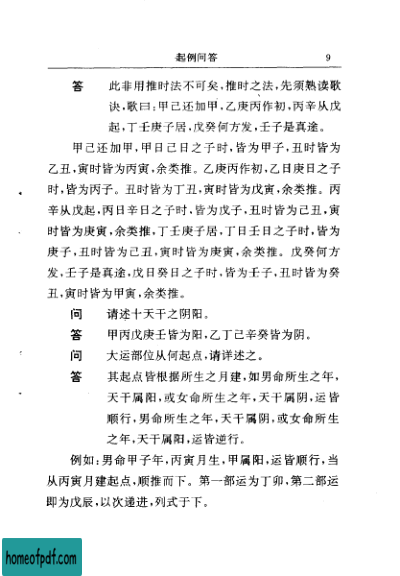 起例问答 9
答 此非用推时法不可矣,推时之法,先须熟读歌
诀,歌曰:甲己还加甲,乙庚丙作初,丙辛从戊
起,丁壬庚子居,戊癸何方发,壬子是真途。
甲己还加甲,甲日己日之子时,皆为甲子,丑时皆为
乙丑,寅时皆为丙寅,余类推。乙庚丙作初,乙日庚日之子
时,皆为丙子。丑时皆为丁丑,寅时皆为戊寅,余类推。丙
辛从戊起,丙日辛日之子时,皆为戊子,丑时皆为己丑,寅
时皆为庚寅,余类推,丁壬庚子居,丁日壬日之子时,皆为
庚子,丑时皆为己丑,寅时皆为庚寅,余类推。戊癸何方
发,壬子是真途,戊日癸日之子时,皆为壬子,丑时皆为癸
丑,寅时皆为甲寅,余类推。
问 请述十天干之阴阳。
答 甲丙戊庚壬皆为阳,乙丁己辛癸皆为阴。
问 大运部位从何起点,请详述之。
答 其起点皆根据所生之月建,如男命所生之年,
天干属阳,或女命所生之年,天干属阴,运皆
顺行,男命所生之年,天干属阴,或女命所生
之年,天干属阳,运皆逆行。
例如:男命甲子年,丙寅月生,甲属阳,运皆顺行,当
从丙寅月建起点,顺推而下。第一部运为丁卯,第二部运
即为戊辰,以次递进,列式于下。
homeofpdf.com